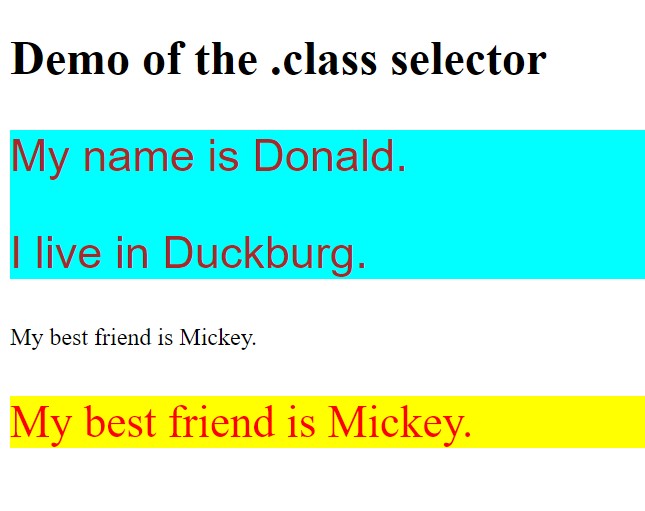 Demo of the .class selector
My name is Donald.
I live in Duckburg.
My best friend is Mickey.
My best friend is Mickey.